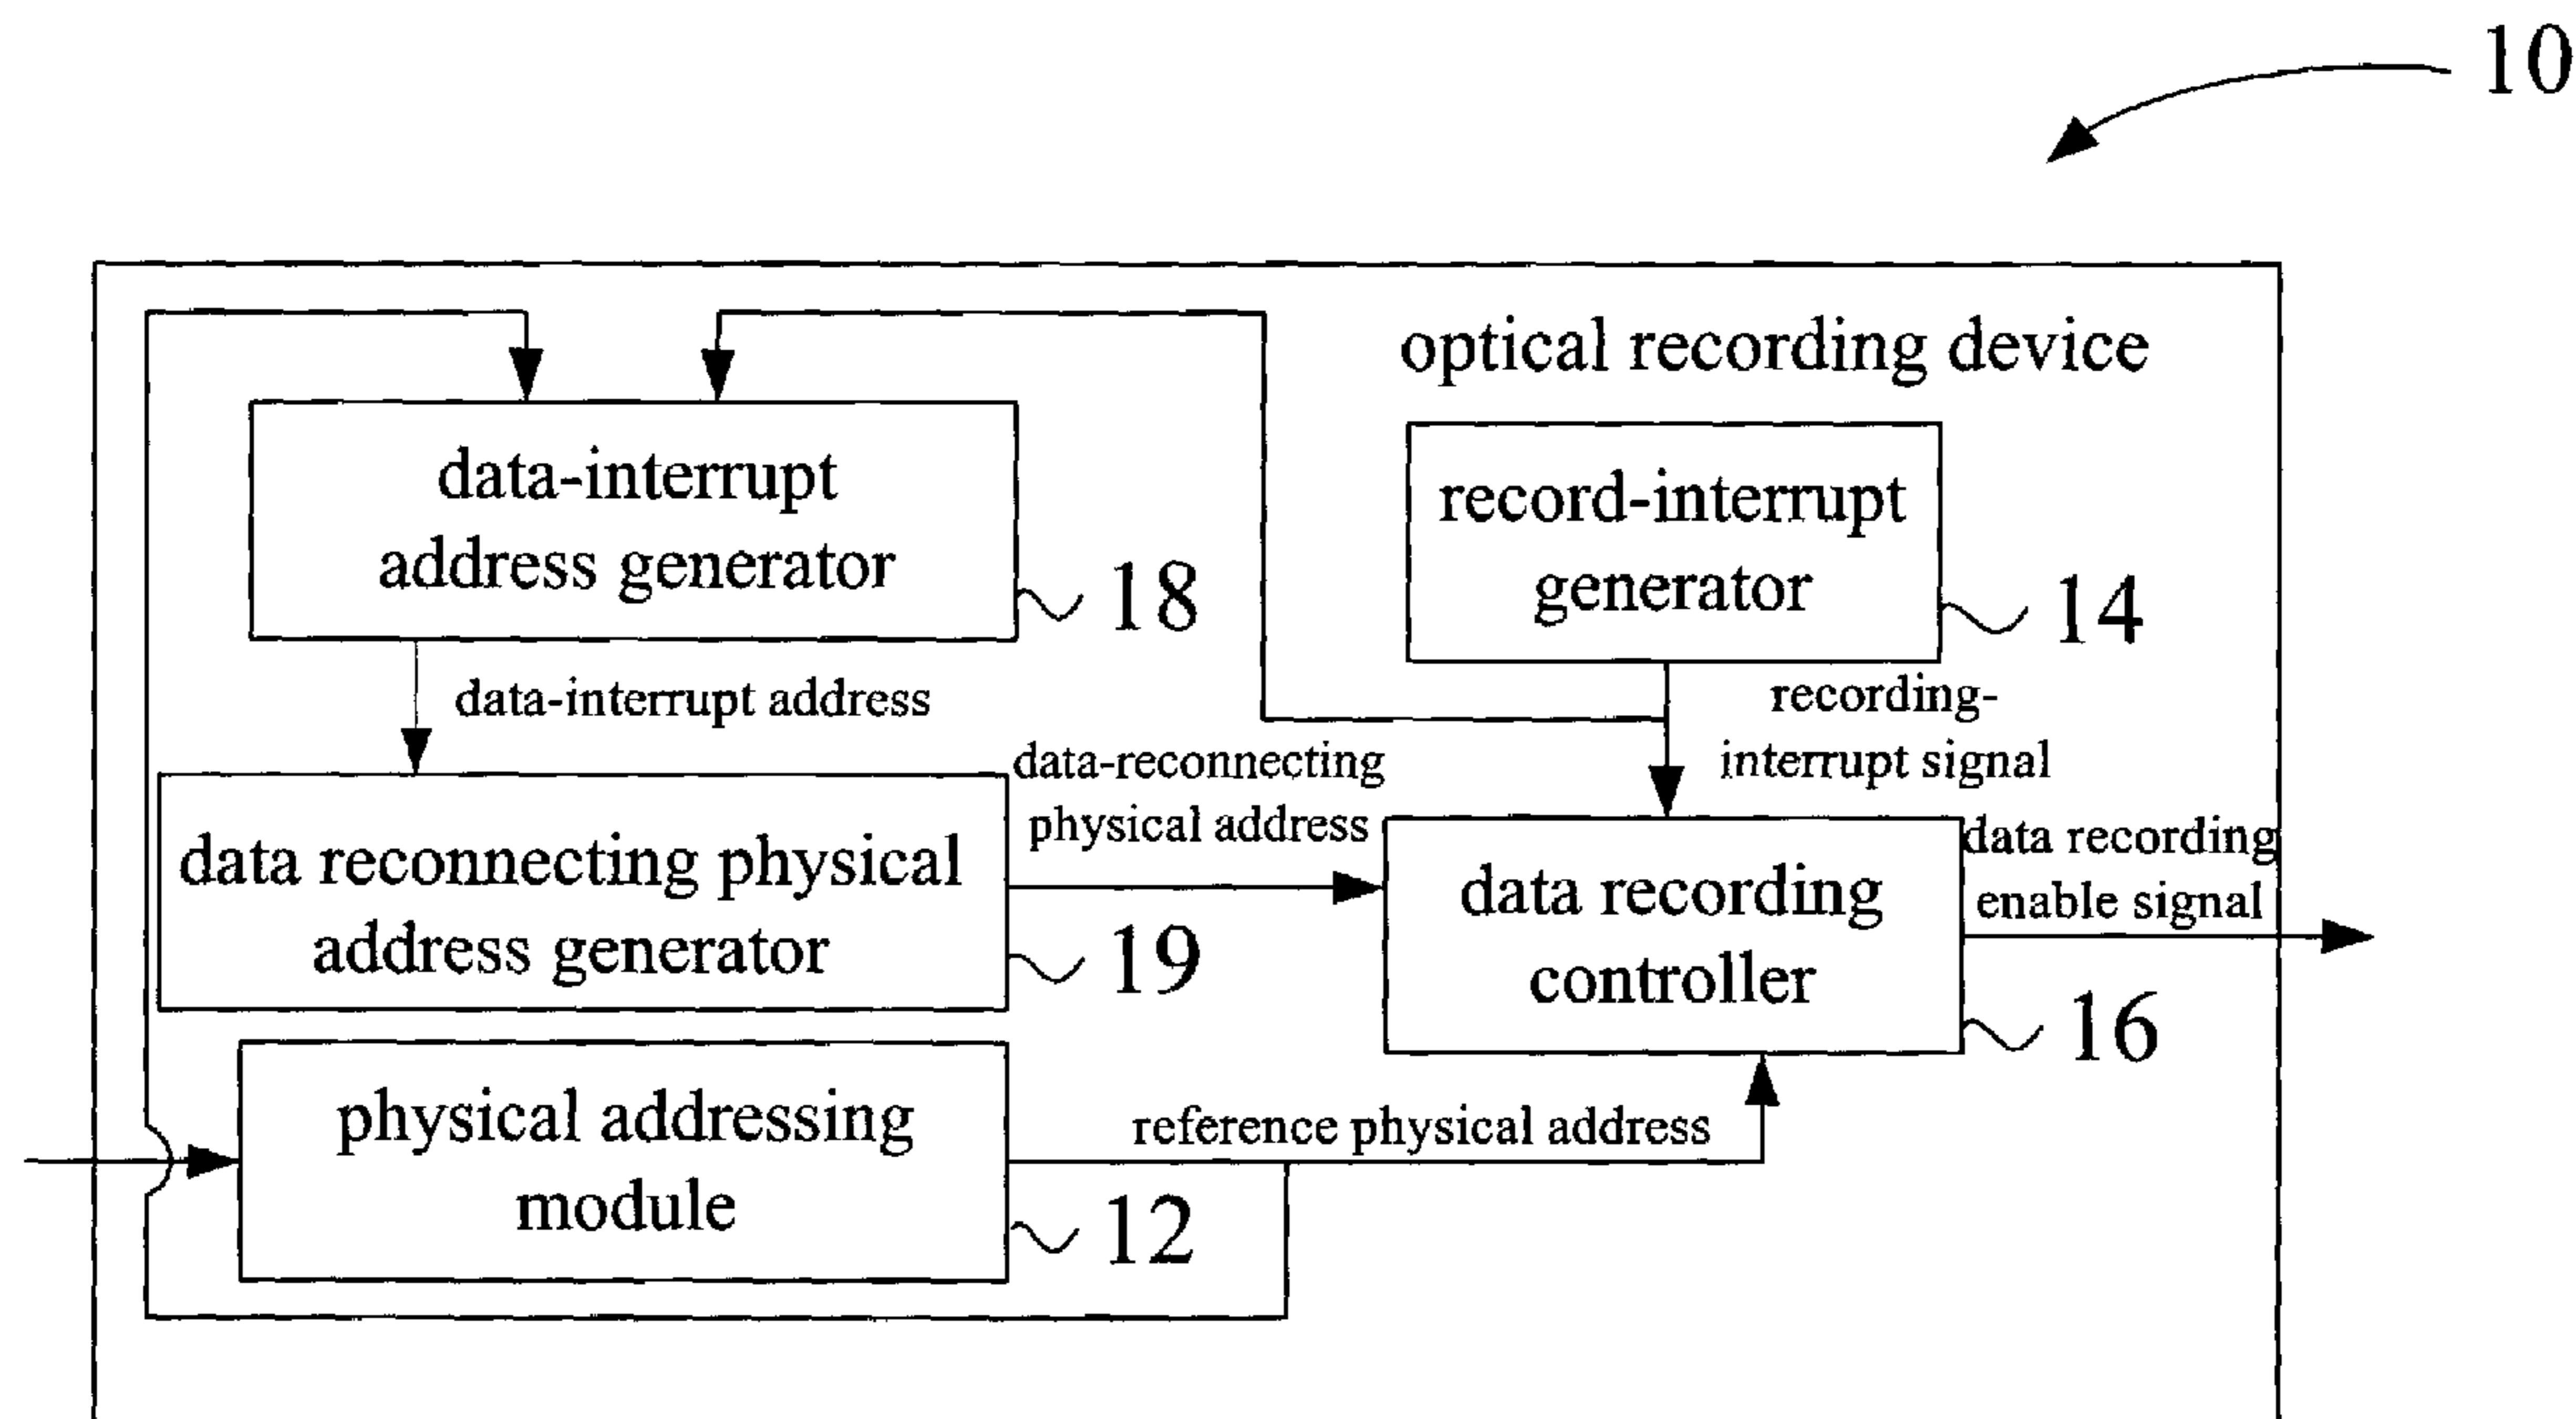 10
optical recording device
data-interrupt
address generator
18
record-interrupt
generator
14
data-interrupt address
recording-
interrupt signal
data-reconnecting
physical address
data reconnecting physical
address generator
19
data recording
controller
16
data recording
enable signal
physical addressing
module
12
reference physical address